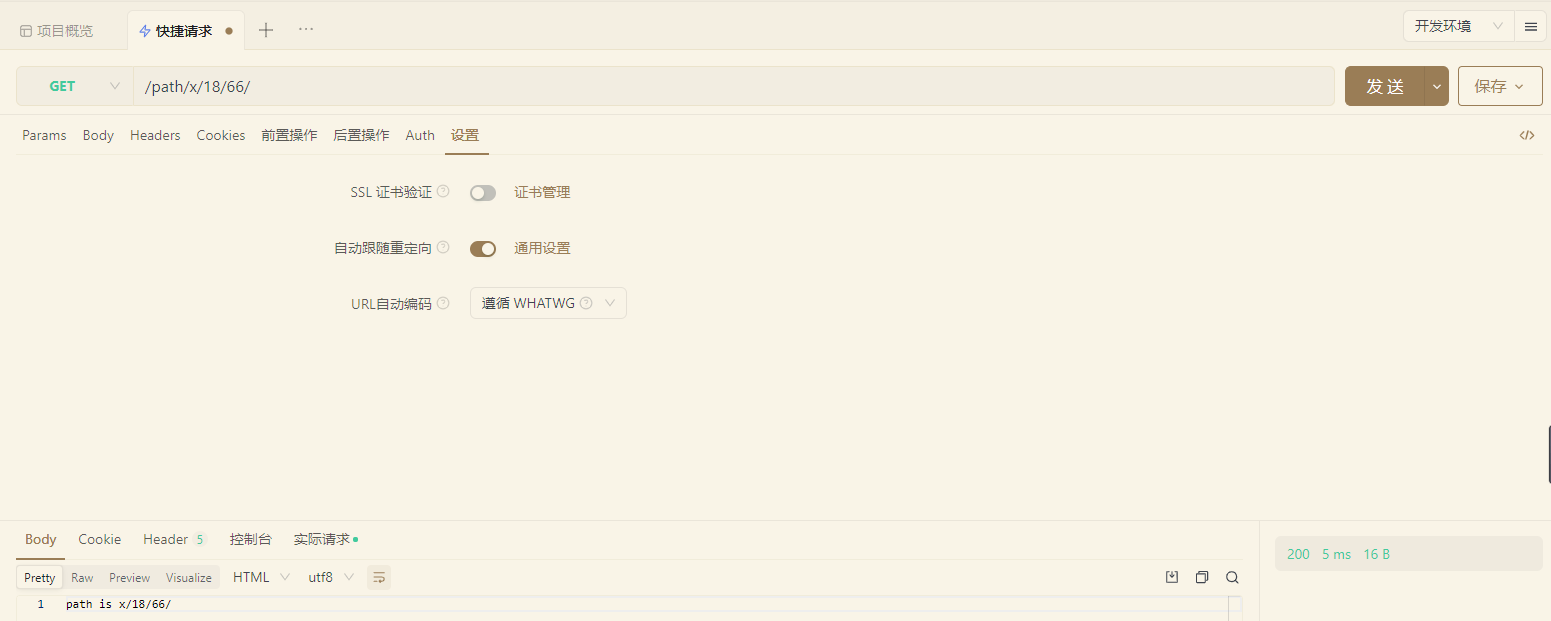 项目概览 快捷请求 开发环境
GET /path/x/18/66/ 发 送 保存
Params Body Headers Cookies 前置操作 后置操作 Auth 设置
SSL 证书验证 证书管理
自动跟随重定向 通用设置
URL自动编码 遵循 WHATWG
Body Cookie Header 5 控制台 实际请求
200 5 ms 16 B
Pretty Raw Preview Visualize HTML utf8
1 path is x/18/66/